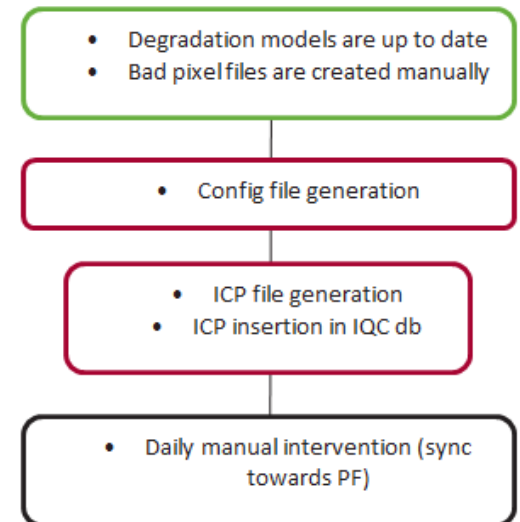 • Degradation models are up to date
• Bad pixel files are created manually
• Config file generation
• ICP file generation
• ICP insertion in IQC db
• Daily manual intervention (sync
towards PF)